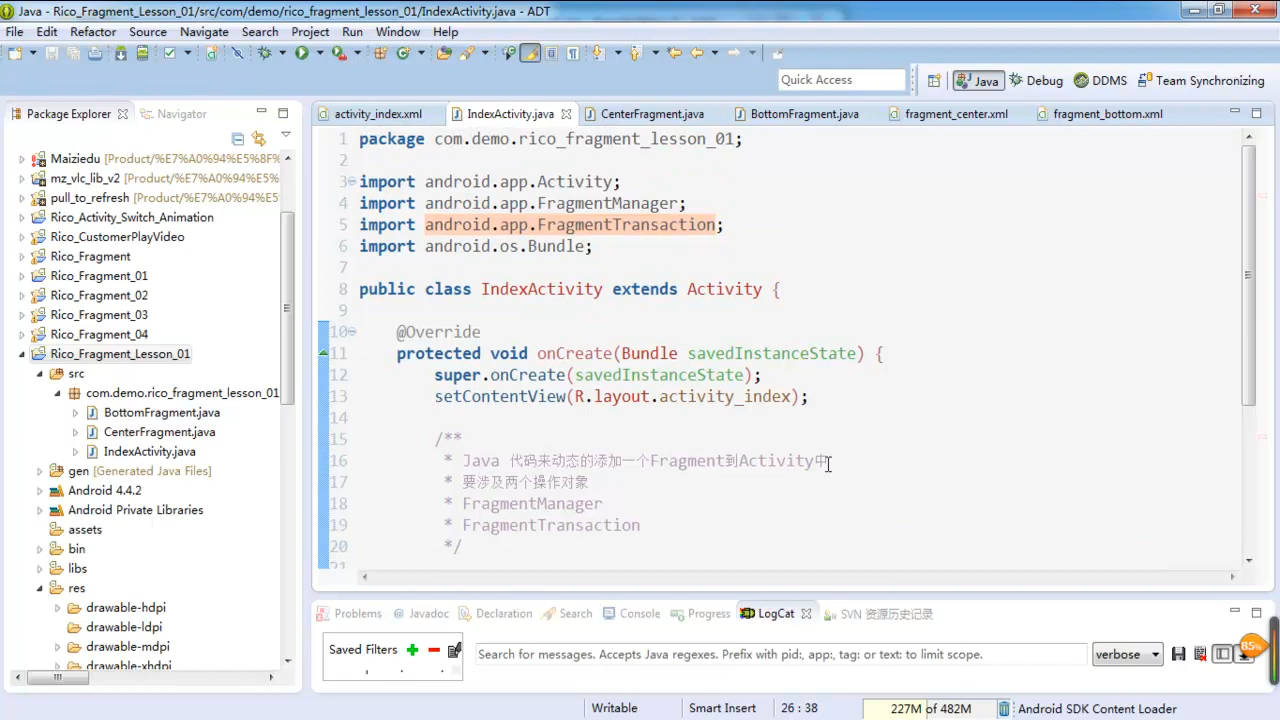 Java - Rico_Fragment_Lesson_01/src/com/demo/rico_fragment_lesson_01/IndexActivity.java - ADT
File Edit Refactor Source Navigate Search Project Run Window Help
Quick Access
Java Debug DDMS Team Synchronizing
Package Explorer Navigator
Maiziedu [Product/%E7%A0%94%E5%8F%
mz_vlc_lib_v2 [Product/%E7%A0%94%E5%
pull_to_refresh [Product/%E7%A0%94%E5%
Rico_Activity_Switch_Animation
Rico_CustomerPlayVideo
Rico_Fragment
Rico_Fragment_01
Rico_Fragment_02
Rico_Fragment_03
Rico_Fragment_04
Rico_Fragment_Lesson_01
src
com.demo.rico_fragment_lesson_01
BottomFragment.java
CenterFragment.java
IndexActivity.java
gen [Generated Java Files]
Android 4.4.2
Android Private Libraries
assets
bin
libs
res
drawable-hdpi
drawable-ldpi
drawable-mdpi
drawable-xhdpi
activity_index.xml IndexActivity.java CenterFragment.java BottomFragment.java fragment_center.xml fragment_bottom.xml
1 package com.demo.rico_fragment_lesson_01;
2
3 import android.app.Activity;
4 import android.app.FragmentManager;
5 import android.app.FragmentTransaction;
6 import android.os.Bundle;
7
8 public class IndexActivity extends Activity {
9
10 @Override
11 protected void onCreate(Bundle savedInstanceState) {
12 super.onCreate(savedInstanceState);
13 setContentView(R.layout.activity_index);
14
15 /**
16 * Java 代码来动态的添加一个Fragment到Activity中
17 * 要涉及两个操作对象
18 * FragmentManager
19 * FragmentTransaction
20 */
21
Problems Javadoc Declaration Search Console Progress LogCat SVN 资源历史记录
Saved Filters
Search for messages. Accepts Java regexes. Prefix with pid:, app:, tag: or text: to limit scope.
verbose
85%
Writable Smart Insert 26 : 38 227M of 482M Android SDK Content Loader